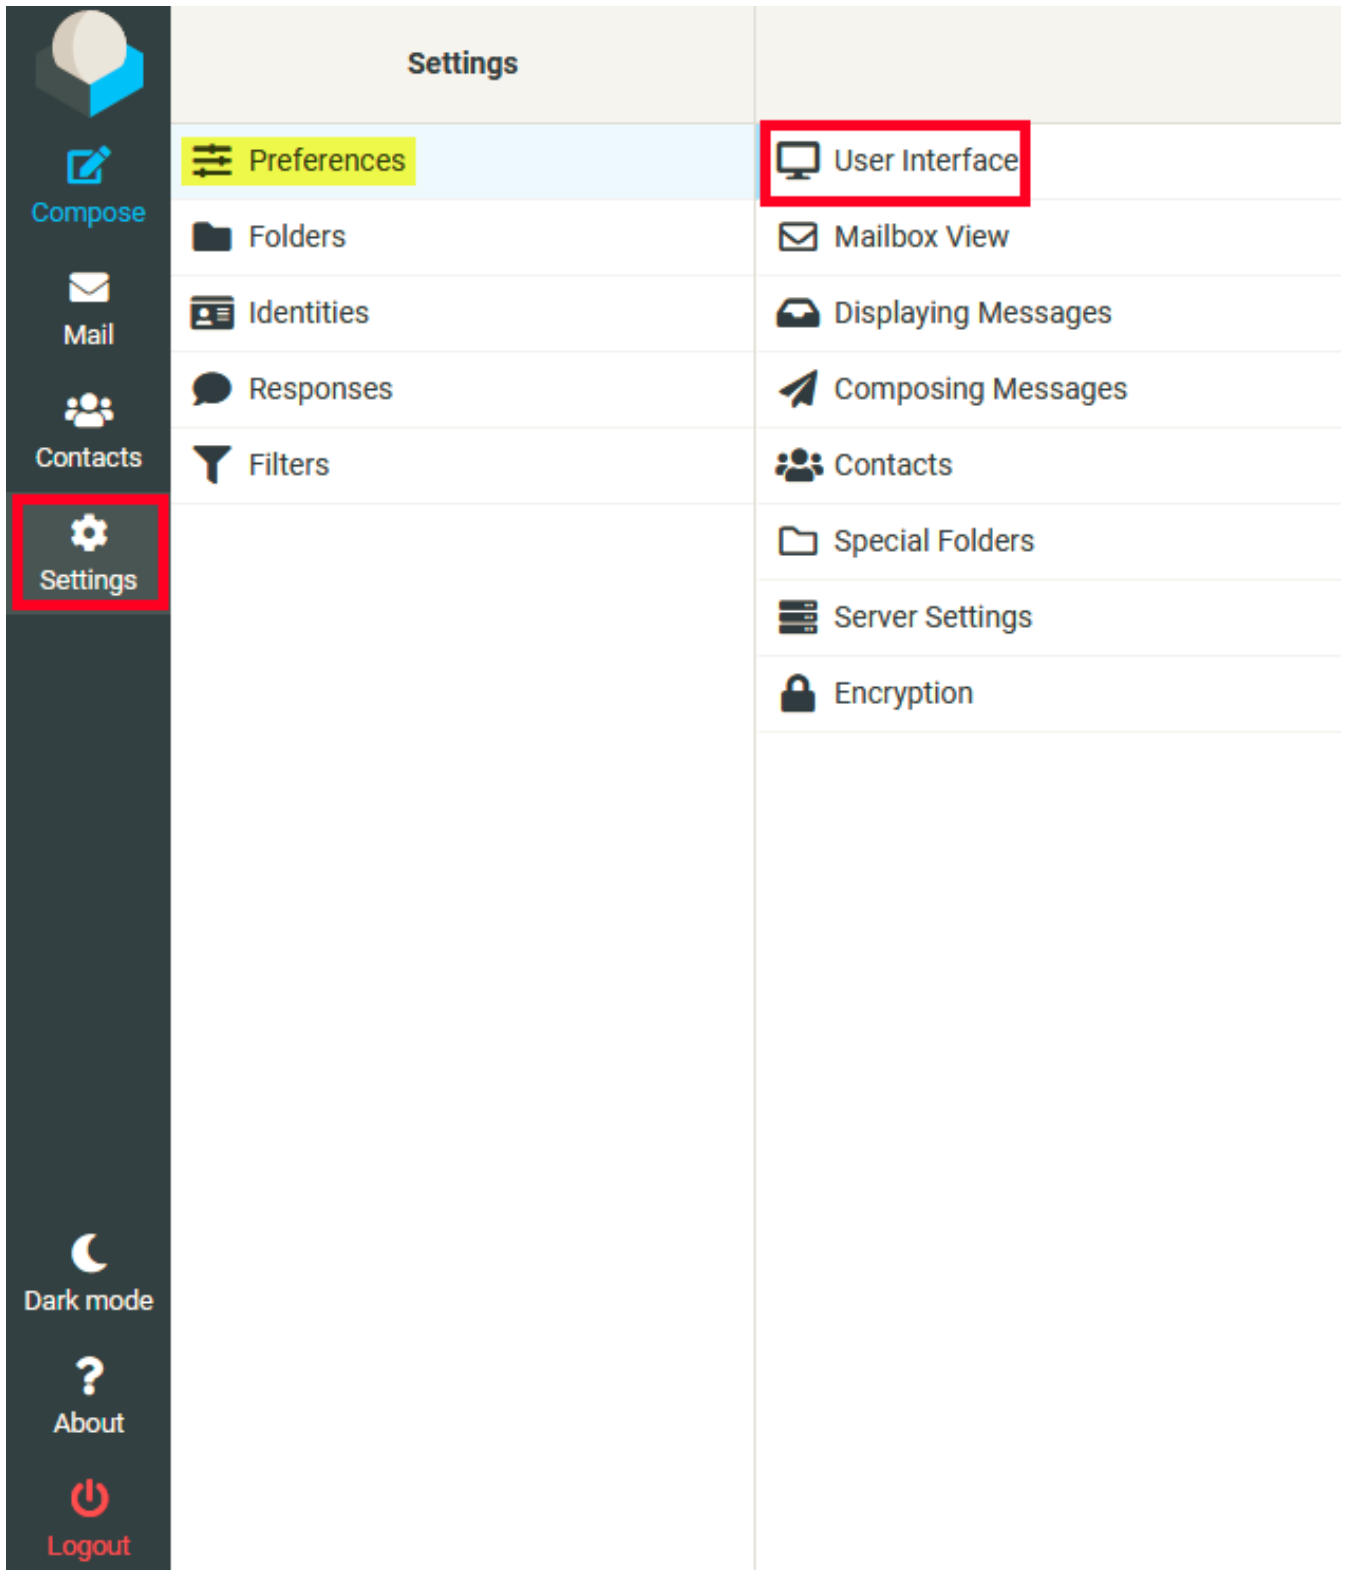 Settings
Compose
Mail
Contacts
Settings
Dark mode
About
Logout
Preferences
Folders
Identities
Responses
Filters
User Interface
Mailbox View
Displaying Messages
Composing Messages
Contacts
Special Folders
Server Settings
Encryption